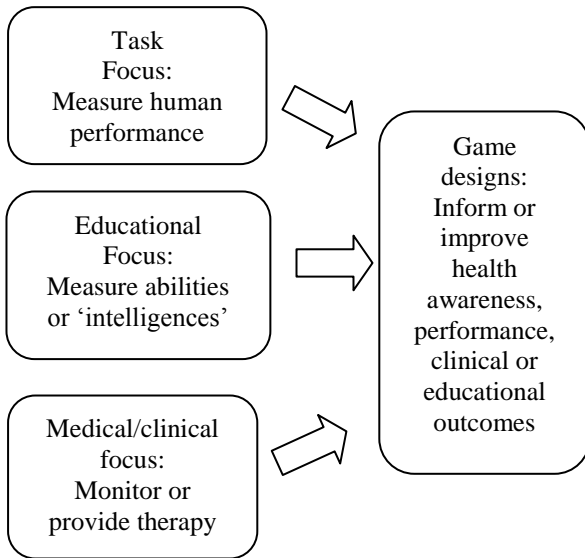 Task
Focus:
Measure human
performance
Educational
Focus:
Measure abilities
or ‘intelligences’
Medical/clinical
focus:
Monitor or
provide therapy
Game
designs:
Inform or
improve
health
awareness,
performance,
clinical or
educational
outcomes